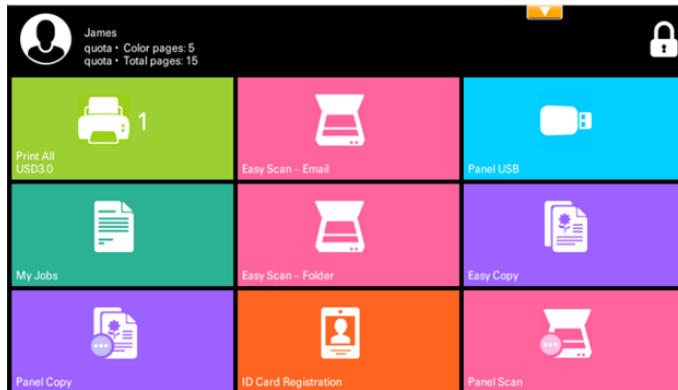 James
quota • Color pages: 5
quota • Total pages: 15
1
Print All
USD3.0
Easy Scan – Email
Panel USB
My Jobs
Easy Scan – Folder
Easy Copy
Panel Copy
ID Card Registration
Panel Scan